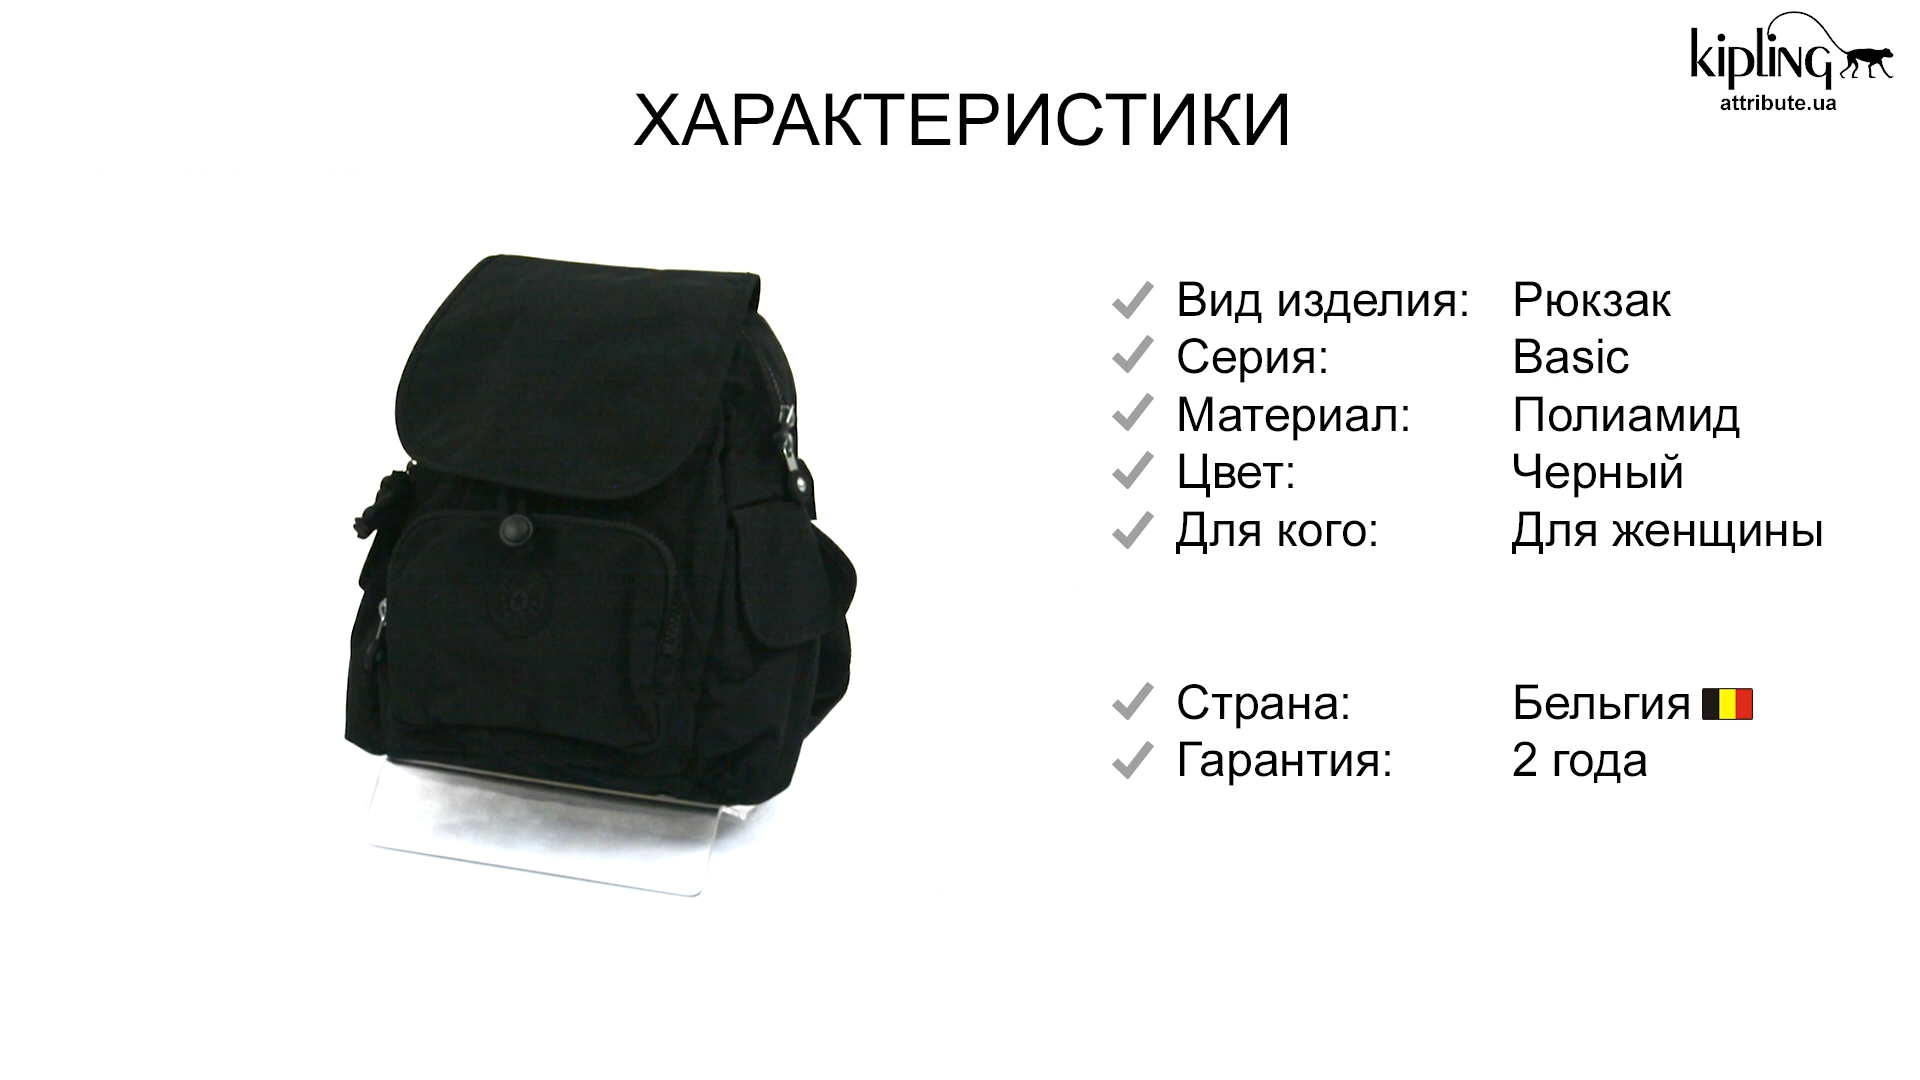 kipling
attribute.ua
ХАРАКТЕРИСТИКИ
Вид изделия: Рюкзак
Серия: Basic
Материал: Полиамид
Цвет: Черный
Для кого: Для женщины
Страна: Бельгия
Гарантия: 2 года